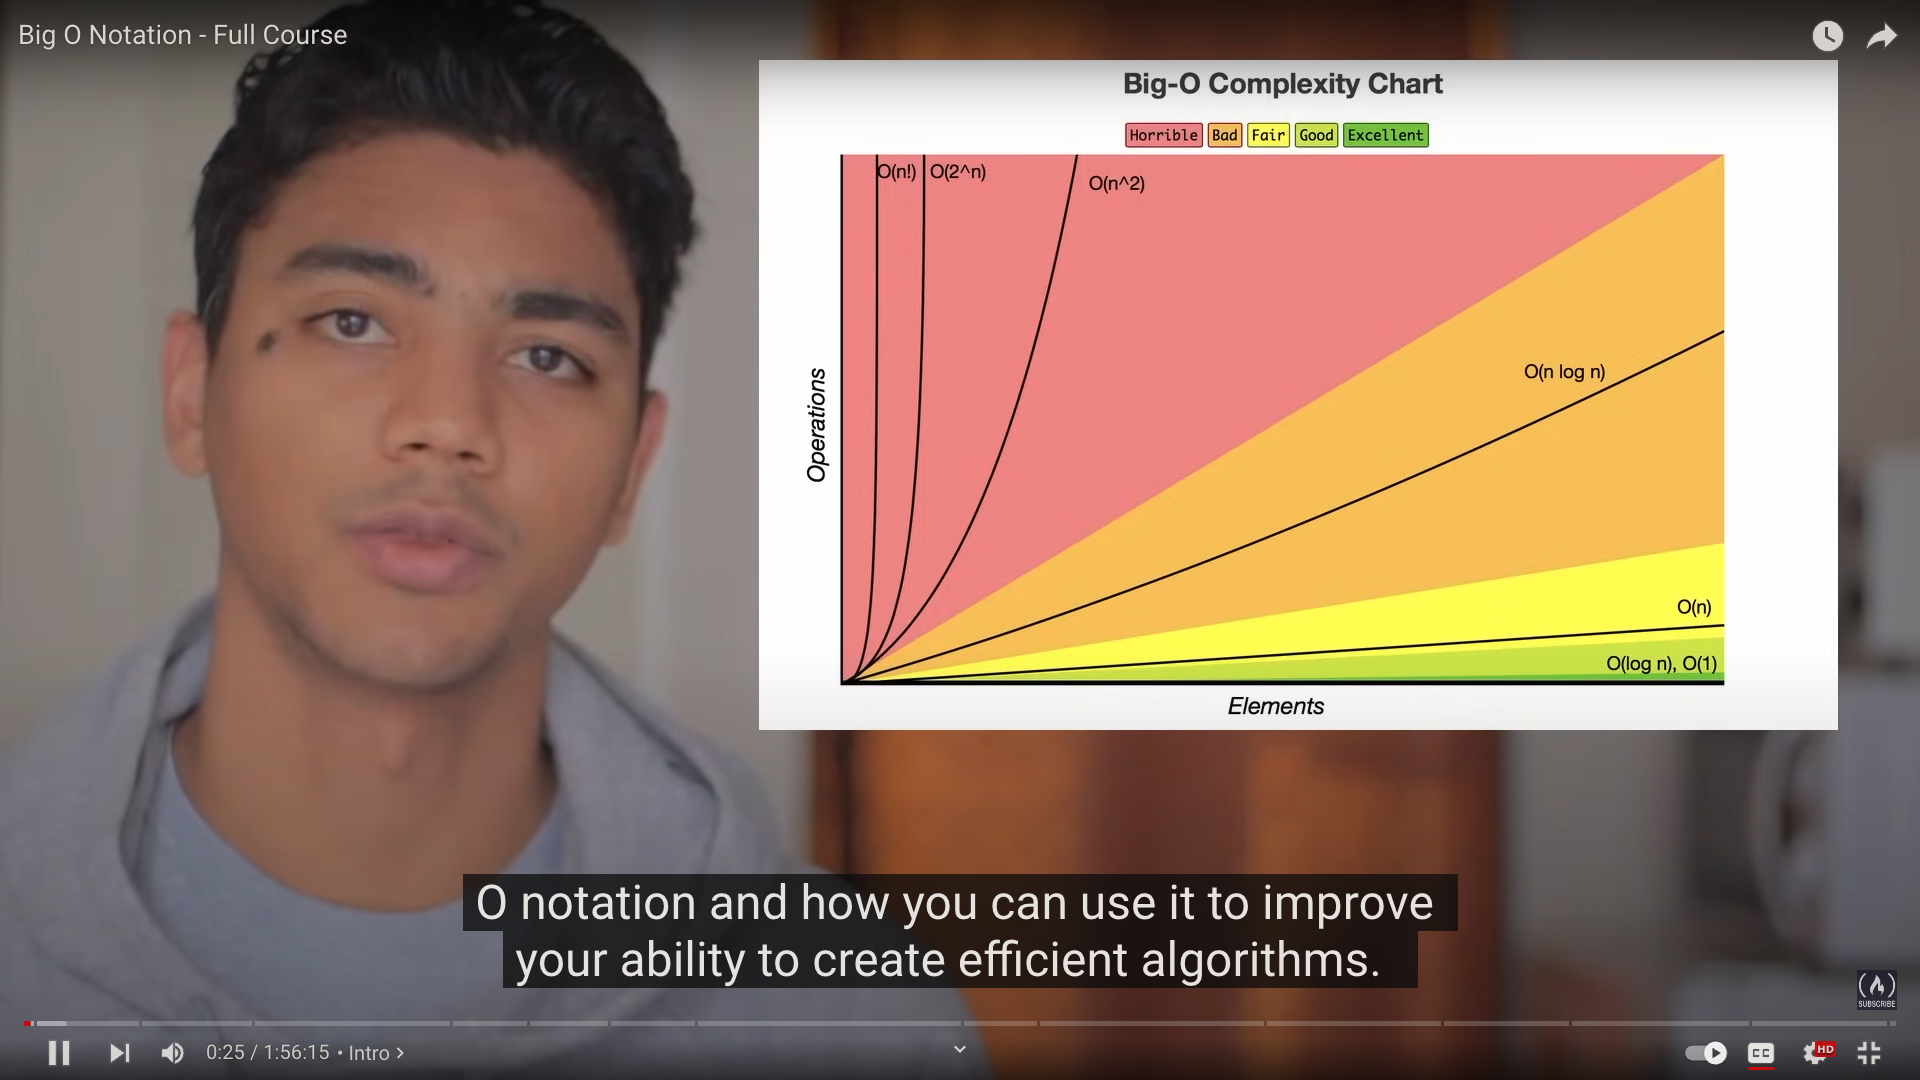 Big O Notation - Full Course
Big-O Complexity Chart
Horrible Bad Fair Good Excellent
O(n!) O(2^n)
O(n^2)
O(n log n)
Operations
O(n)
O(log n), O(1)
Elements
O notation and how you can use it to improve
your ability to create efficient algorithms.
SUBSCRIBE
0:25 / 1:56:15 • Intro
CC
HD